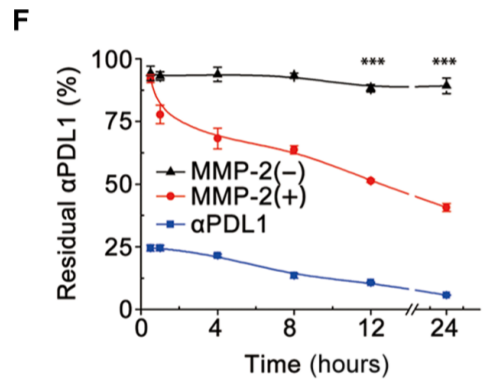 F
Residual αPDL1 (%)
100
75
50
25
0
***
***
MMP-2(−)
MMP-2(+)
αPDL1
0
4
8
12
24
Time (hours)